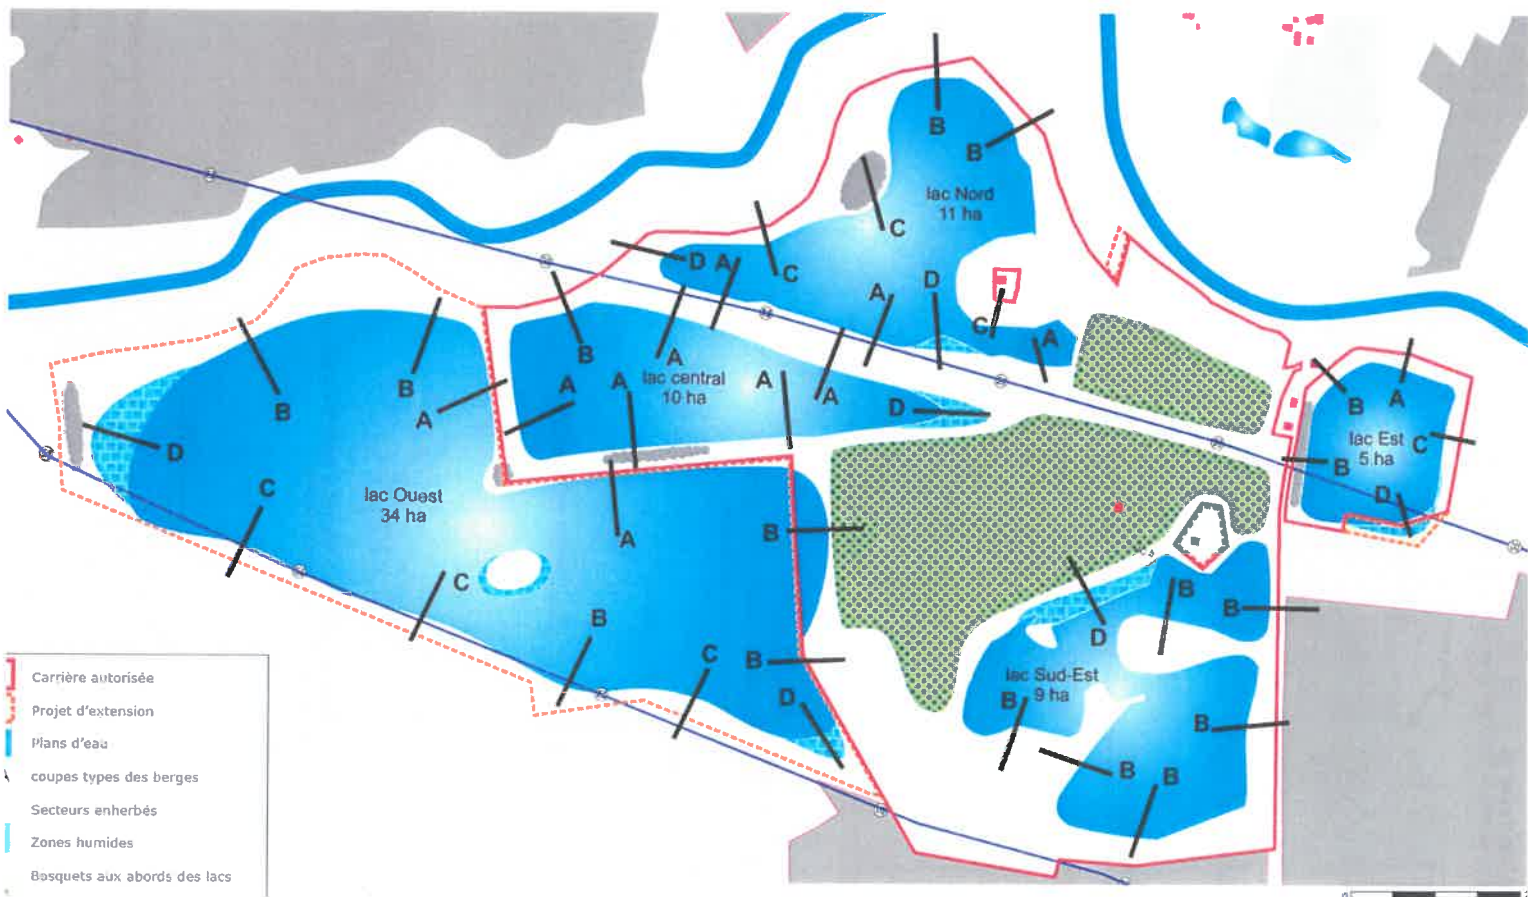 B
B
lac Nord
11 ha
C
D
A
C
D
A
C
A
B
A
lac central
10 ha
A
A
A
A
D
B
B
A
D
C
lac Ouest
34 ha
A
B
C
B
C
B
D
B
A
lac Est
5 ha
C
B
D
B
B
D
lac Sud-Est
9 ha
B
B
B
B
Carrière autorisée
Projet d'extension
Plans d'eau
coupes types des berges
Secteurs enherbés
Zones humides
Bosquets aux abords des lacs